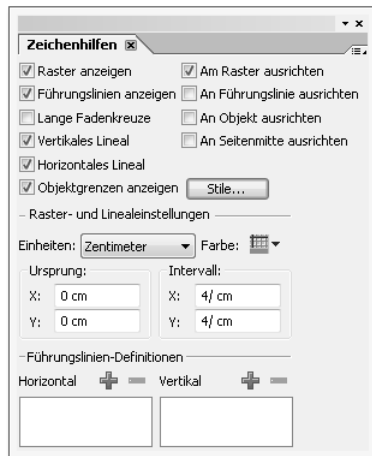 Zeichenhilfen
Raster anzeigen Am Raster ausrichten
Führungslinien anzeigen An Führungslinie ausrichten
Lange Fadenkreuze An Objekt ausrichten
Vertikales Lineal An Seitenmitte ausrichten
Horizontales Lineal
Objektgrenzen anzeigen Stile...
Raster- und Linealeinstellungen
Einheiten: Zentimeter Farbe:
Ursprung: Intervall:
X: 0 cm X: 4/ cm
Y: 0 cm Y: 4/ cm
Führungslinien-Definitionen
Horizontal Vertikal